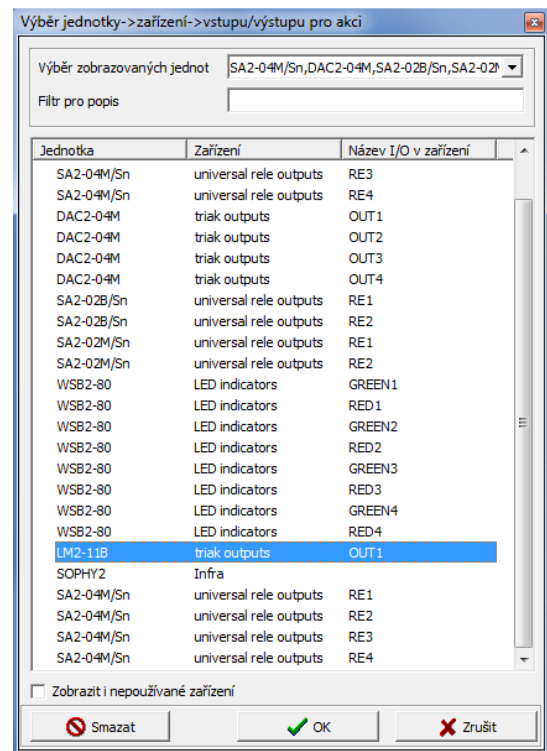 Výběr jednotky->zařízení->vstupu/výstupu pro akci
Výběr zobrazovaných jednot SA2-04M/Sn,DAC2-04M,SA2-02B/Sn,SA2-02M
Filtr pro popis
Jednotka Zařízení Název I/O v zařízení
SA2-04M/Sn universal rele outputs RE3
SA2-04M/Sn universal rele outputs RE4
DAC2-04M triak outputs OUT1
DAC2-04M triak outputs OUT2
DAC2-04M triak outputs OUT3
DAC2-04M triak outputs OUT4
SA2-02B/Sn universal rele outputs RE1
SA2-02B/Sn universal rele outputs RE2
SA2-02M/Sn universal rele outputs RE1
SA2-02M/Sn universal rele outputs RE2
WSB2-80 LED indicators GREEN1
WSB2-80 LED indicators RED1
WSB2-80 LED indicators GREEN2
WSB2-80 LED indicators RED2
WSB2-80 LED indicators GREEN3
WSB2-80 LED indicators RED3
WSB2-80 LED indicators GREEN4
WSB2-80 LED indicators RED4
LM2-11B triak outputs OUT1
SOPHY2 Infra
SA2-04M/Sn universal rele outputs RE1
SA2-04M/Sn universal rele outputs RE2
SA2-04M/Sn universal rele outputs RE3
SA2-04M/Sn universal rele outputs RE4
Zobrazit i nepoužívané zařízení
Smazat OK Zrušit